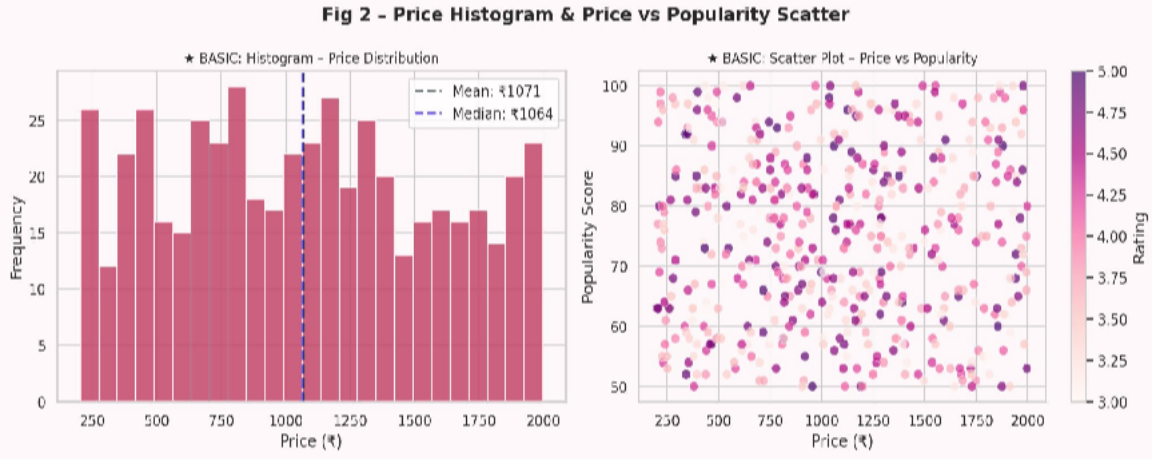 Fig 2 – Price Histogram & Price vs Popularity Scatter
★ BASIC: Histogram – Price Distribution
Mean: ₹1071
Median: ₹1064
Frequency
25
20
15
10
5
0
250 500 750 1000 1250 1500 1750 2000
Price (₹)
★ BASIC: Scatter Plot – Price vs Popularity
Popularity Score
100
90
80
70
60
50
250 500 750 1000 1250 1500 1750 2000
Price (₹)
5.00
4.75
4.50
4.25
4.00
3.75
3.50
3.25
3.00
Rating